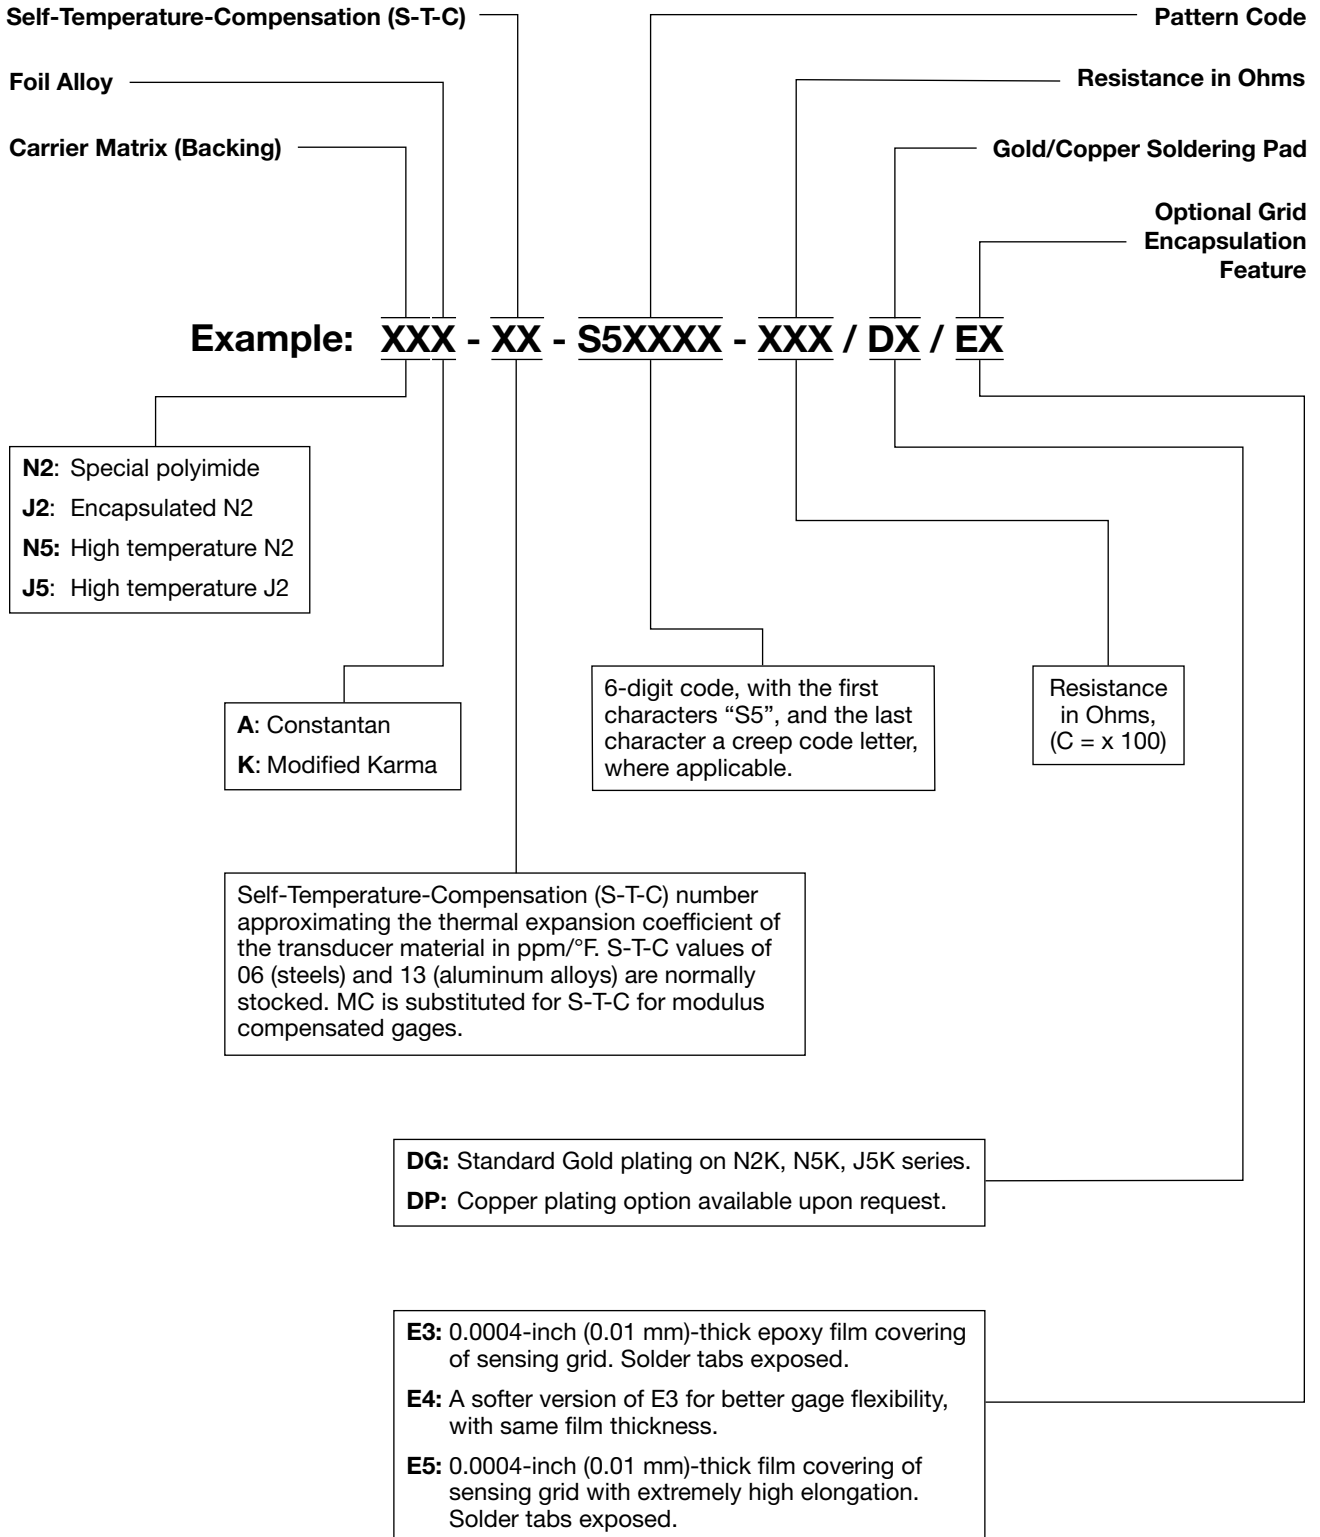 Self-Temperature-Compensation (S-T-C)
Pattern Code
Foil Alloy
Resistance in Ohms
Carrier Matrix (Backing)
Gold/Copper Soldering Pad
Optional Grid
Encapsulation
Feature
Example: XXX - XX - S5XXXX - XXX / DX / EX
N2: Special polyimide
J2: Encapsulated N2
N5: High temperature N2
J5: High temperature J2
A: Constantan
K: Modified Karma
6-digit code, with the first
characters “S5”, and the last
character a creep code letter,
where applicable.
Resistance
in Ohms,
(C = x 100)
Self-Temperature-Compensation (S-T-C) number
approximating the thermal expansion coefficient of
the transducer material in ppm/°F. S-T-C values of
06 (steels) and 13 (aluminum alloys) are normally
stocked. MC is substituted for S-T-C for modulus
compensated gages.
DG: Standard Gold plating on N2K, N5K, J5K series.
DP: Copper plating option available upon request.
E3: 0.0004-inch (0.01 mm)-thick epoxy film covering
of sensing grid. Solder tabs exposed.
E4: A softer version of E3 for better gage flexibility,
with same film thickness.
E5: 0.0004-inch (0.01 mm)-thick film covering of
sensing grid with extremely high elongation.
Solder tabs exposed.